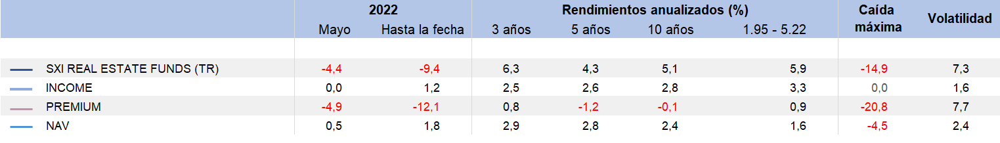 2022 Rendimientos anualizados (%) Caída máxima Volatilidad
Mayo Hasta la fecha 3 años 5 años 10 años 1.95 - 5.22
SXI REAL ESTATE FUNDS (TR) -4,4 -9,4 6,3 4,3 5,1 5,9 -14,9 7,3
INCOME 0,0 1,2 2,5 2,6 2,8 3,3 0,0 1,6
PREMIUM -4,9 -12,1 0,8 -1,2 -0,1 0,9 -20,8 7,7
NAV 0,5 1,8 2,9 2,8 2,4 1,6 -4,5 2,4